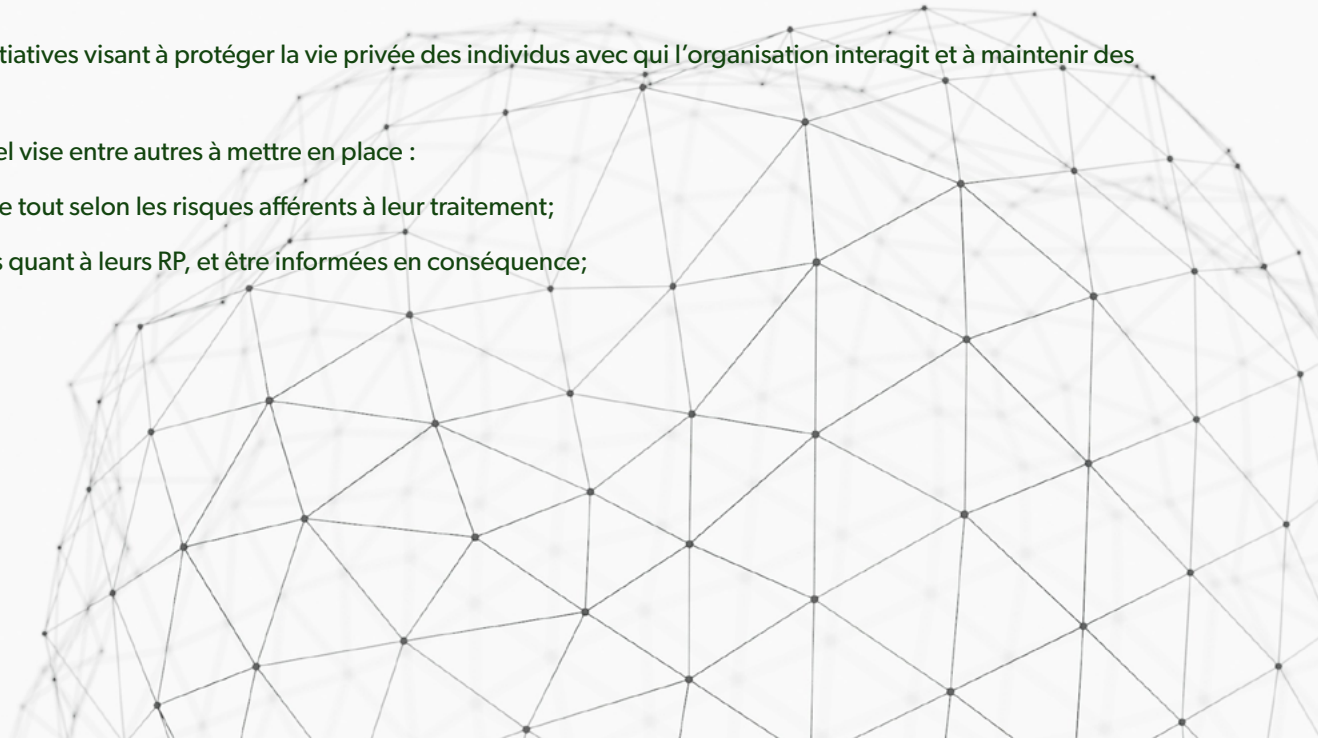 tiatives visant à protéger la vie privée des individus avec qui l’organisation interagit et à maintenir des
el vise entre autres à mettre en place :
e tout selon les risques afférents à leur traitement;
s quant à leurs RP, et être informées en conséquence;